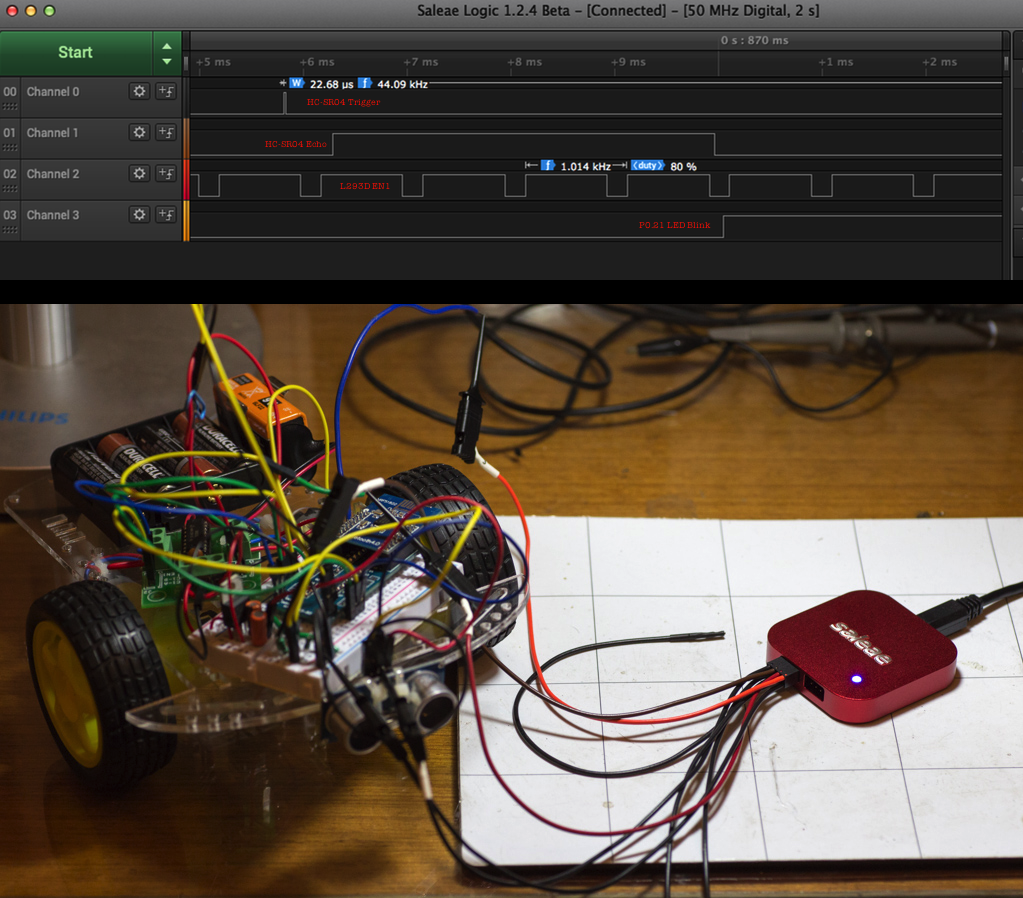 Saleae Logic 1.2.4 Beta – [Connected] – [50 MHz Digital, 2 s]
Start
0 s : 870 ms
+5 ms +6 ms +7 ms +8 ms +9 ms +1 ms +2 ms
00 Channel 0
W 22.68 µs f 44.09 kHz
HC-SR04 Trigger
01 Channel 1
HC-SR04 Echo
02 Channel 2
f 1.014 kHz duty 80 %
L293D EN1
03 Channel 3
P0.21 LED Blink
PHILIPS
DURACELL
DURACELL
saleae